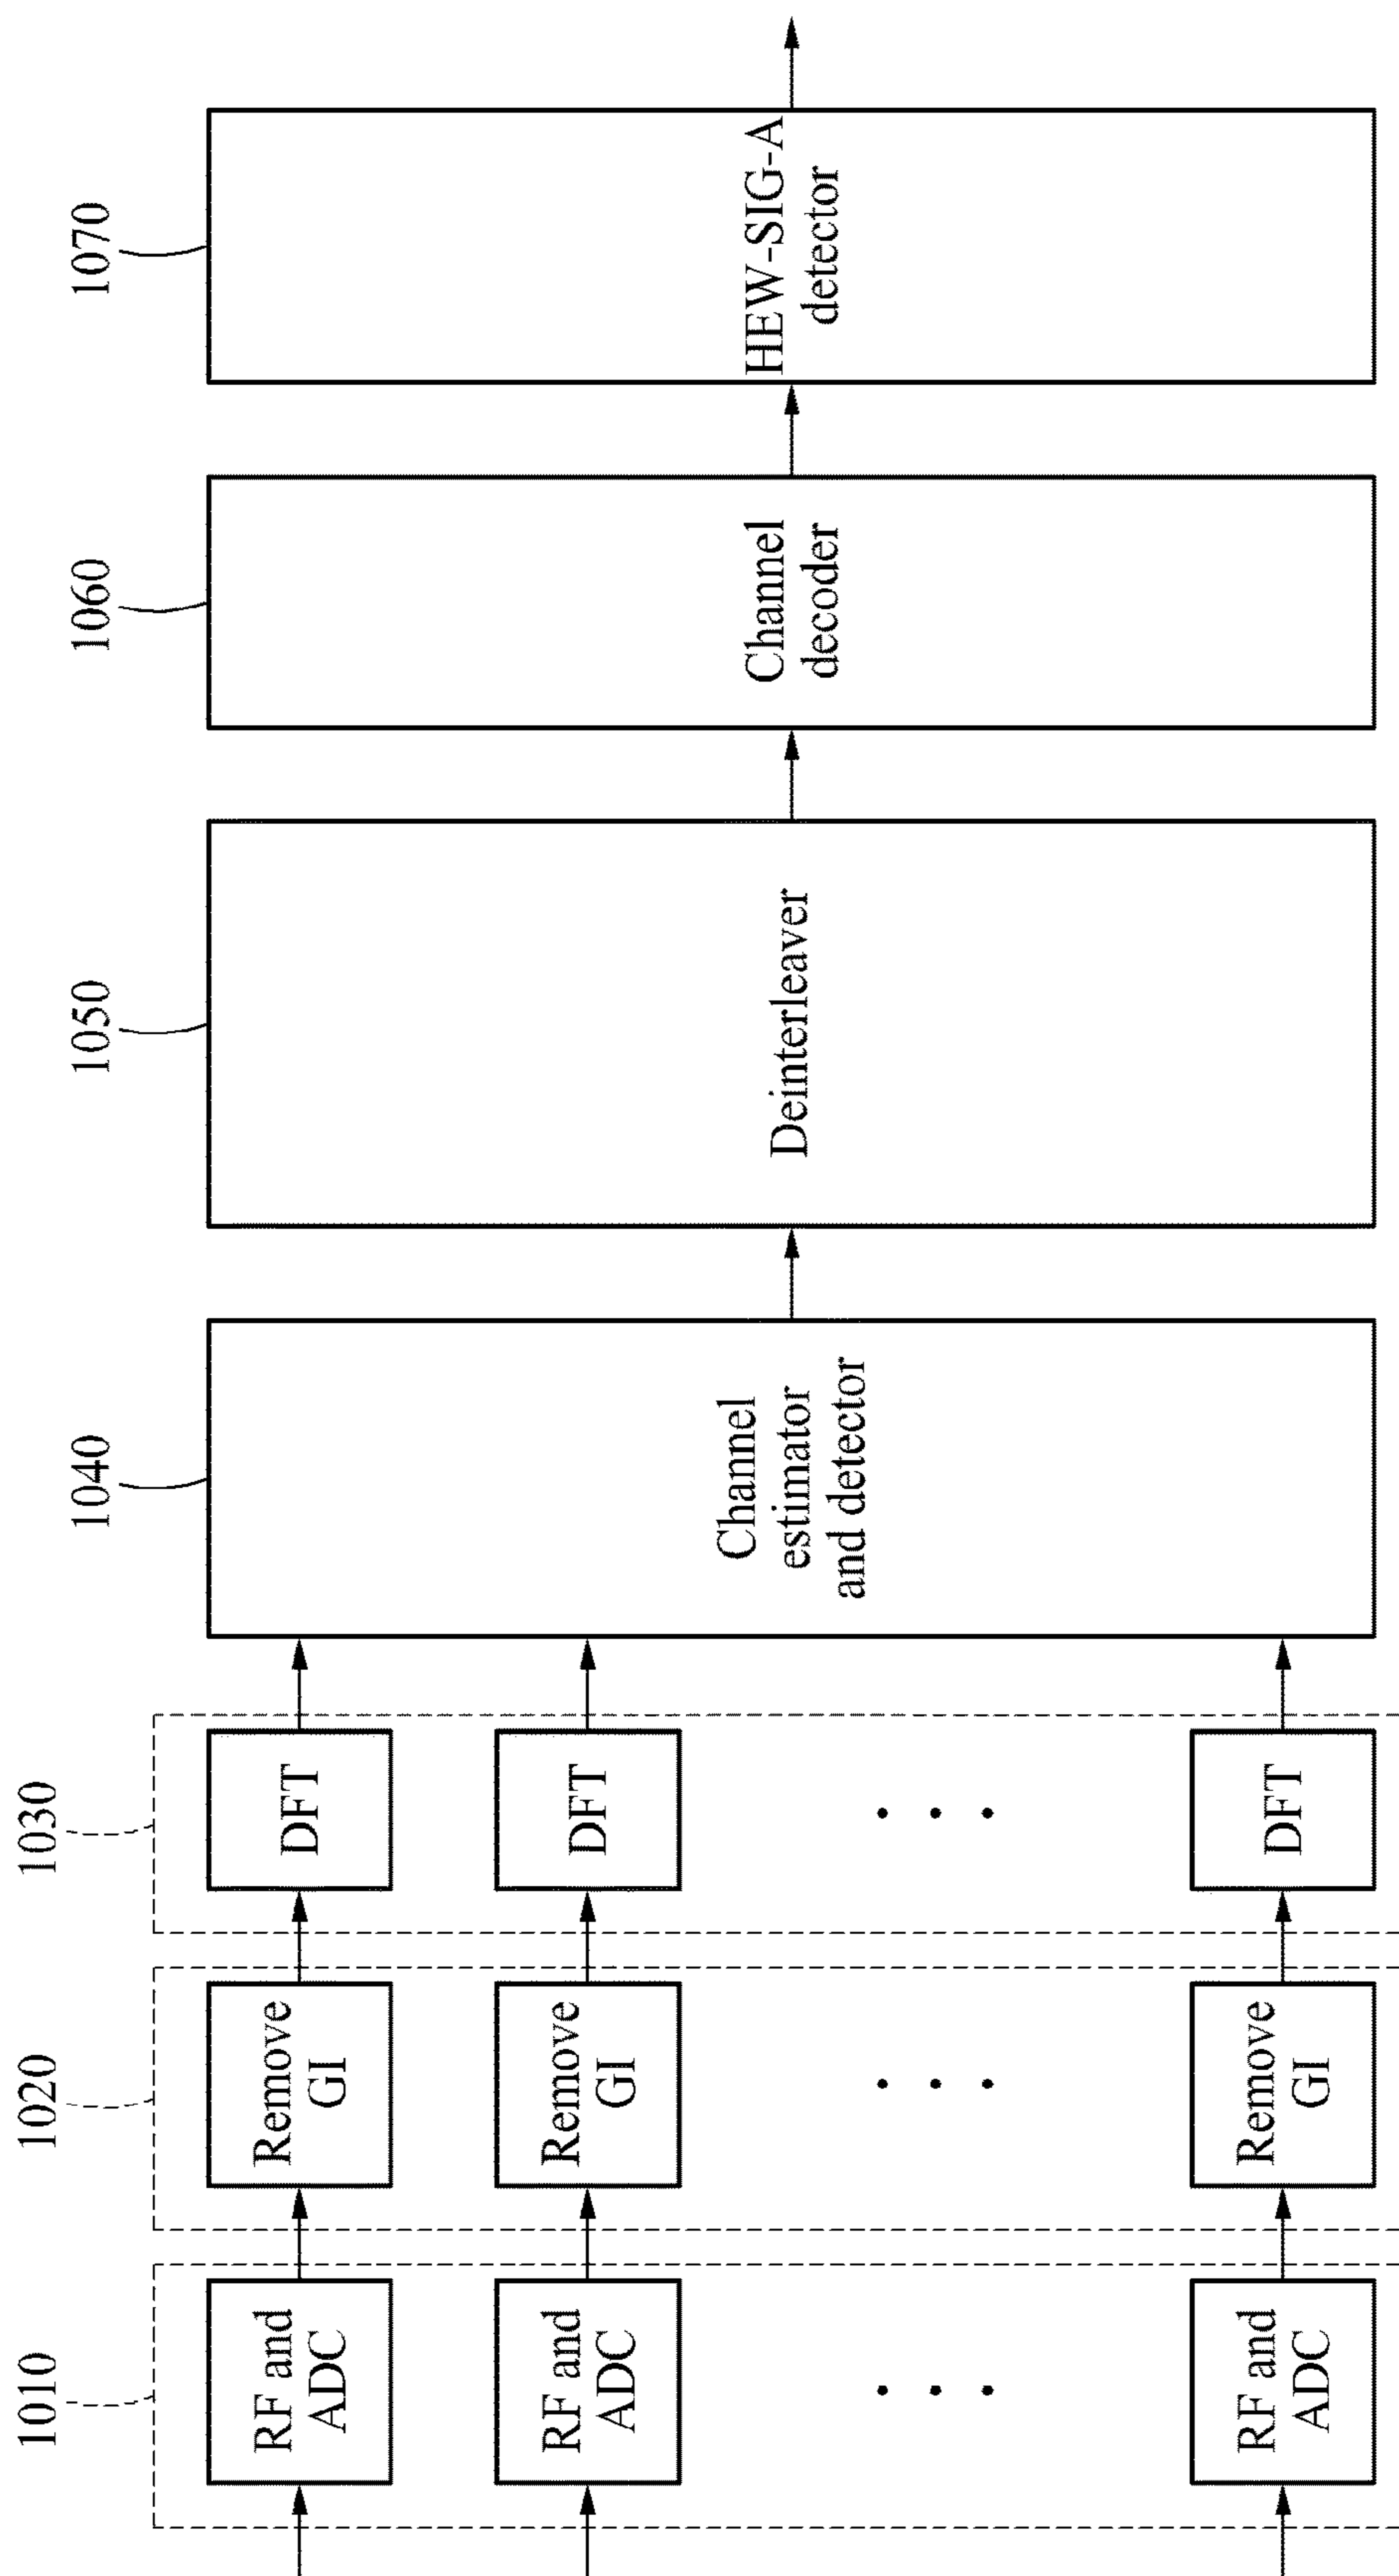 1010
1020
1030
1040
1050
1060
1070
RF and
ADC
Remove
GI
DFT
RF and
ADC
Remove
GI
DFT
RF and
ADC
Remove
GI
DFT
Channel
estimator
and detector
Deinterleaver
Channel
decoder
HEW-SIG-A
detector